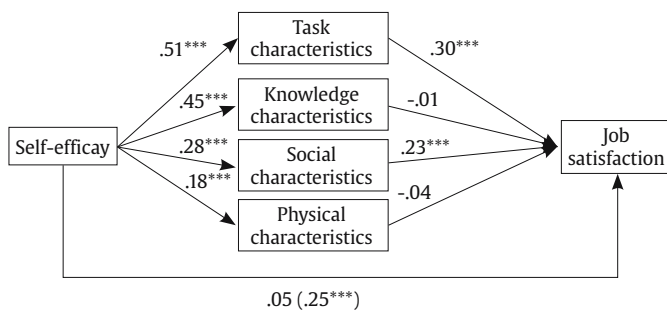 Task
characteristics
.51***
.30***
Knowledge
characteristics
.45***
-.01
Self-efficay
Job
satisfaction
.28***
Social
characteristics
.23***
.18***
Physical
characteristics
-.04
.05 (.25***)